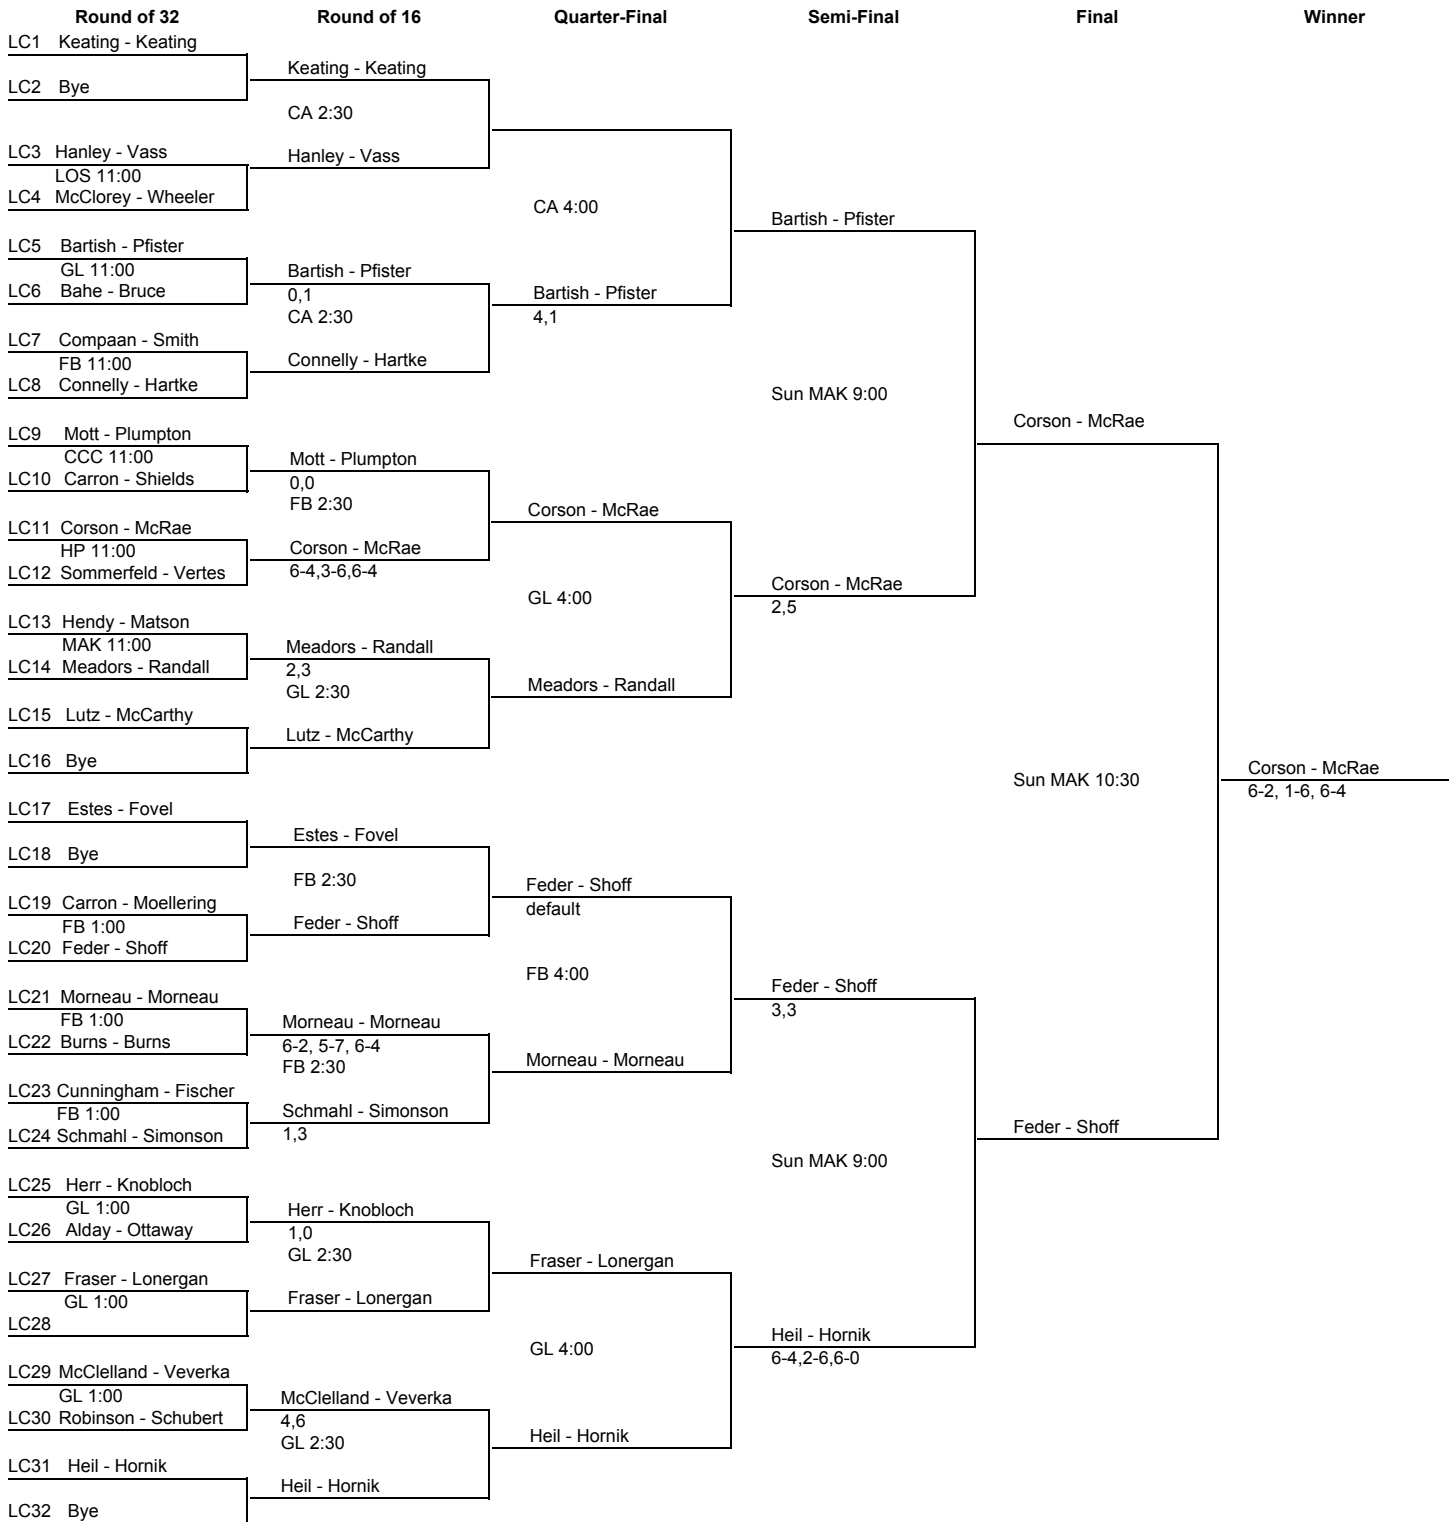 Round of 32
Round of 16
Quarter-Final
Semi-Final
Final
Winner
LC1 Keating - Keating
LC2 Bye
LC3 Hanley - Vass
LOS 11:00
LC4 McClorey - Wheeler
LC5 Bartish - Pfister
GL 11:00
LC6 Bahe - Bruce
LC7 Compaan - Smith
FB 11:00
LC8 Connelly - Hartke
LC9 Mott - Plumpton
CCC 11:00
LC10 Carron - Shields
LC11 Corson - McRae
HP 11:00
LC12 Sommerfeld - Vertes
LC13 Hendy - Matson
MAK 11:00
LC14 Meadors - Randall
LC15 Lutz - McCarthy
LC16 Bye
LC17 Estes - Fovel
LC18 Bye
LC19 Carron - Moellering
FB 1:00
LC20 Feder - Shoff
LC21 Morneau - Morneau
FB 1:00
LC22 Burns - Burns
LC23 Cunningham - Fischer
FB 1:00
LC24 Schmahl - Simonson
LC25 Herr - Knobloch
GL 1:00
LC26 Alday - Ottaway
LC27 Fraser - Lonergan
GL 1:00
LC28
LC29 McClelland - Veverka
GL 1:00
LC30 Robinson - Schubert
LC31 Heil - Hornik
LC32 Bye
Keating - Keating
CA 2:30
Hanley - Vass
Bartish - Pfister
0,1
CA 2:30
Connelly - Hartke
Mott - Plumpton
0,0
FB 2:30
Corson - McRae
6-4,3-6,6-4
Meadors - Randall
2,3
GL 2:30
Lutz - McCarthy
Estes - Fovel
FB 2:30
Feder - Shoff
Morneau - Morneau
6-2, 5-7, 6-4
FB 2:30
Schmahl - Simonson
1,3
Herr - Knobloch
1,0
GL 2:30
Fraser - Lonergan
McClelland - Veverka
4,6
GL 2:30
Heil - Hornik
CA 4:00
Bartish - Pfister
4,1
Corson - McRae
GL 4:00
Meadors - Randall
Feder - Shoff
default
FB 4:00
Morneau - Morneau
Fraser - Lonergan
GL 4:00
Heil - Hornik
Bartish - Pfister
Sun MAK 9:00
Corson - McRae
2,5
Feder - Shoff
3,3
Sun MAK 9:00
Heil - Hornik
6-4,2-6,6-0
Corson - McRae
Sun MAK 10:30
Feder - Shoff
Corson - McRae
6-2, 1-6, 6-4